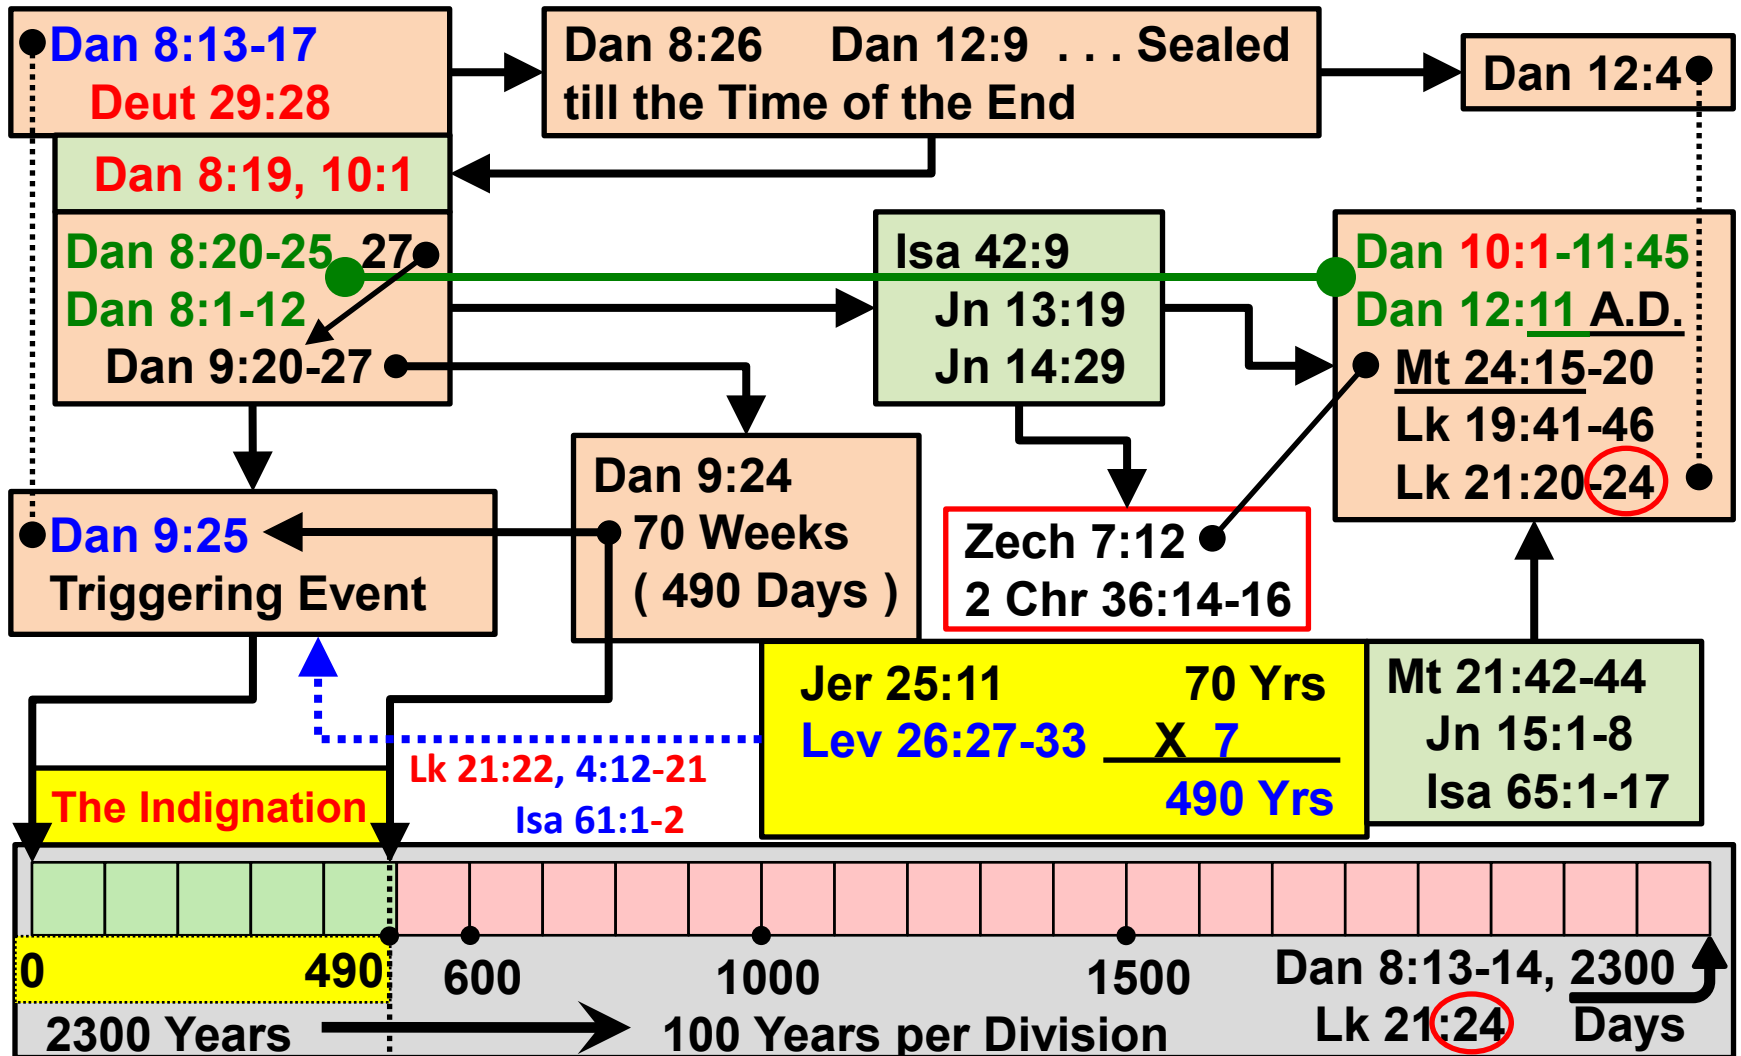 Dan 8:13-17
Deut 29:28
Dan 8:26 Dan 12:9 . . . Sealed
till the Time of the End
Dan 12:4
Dan 8:19, 10:1
Dan 8:20-25 27
Dan 8:1-12
Dan 9:20-27
Isa 42:9
Jn 13:19
Jn 14:29
Dan 10:1-11:45
Dan 12:11 A.D.
Mt 24:15-20
Lk 19:41-46
Lk 21:20-24
Dan 9:25
Triggering Event
Dan 9:24
70 Weeks
( 490 Days )
Zech 7:12
2 Chr 36:14-16
Jer 25:11 70 Yrs
Lev 26:27-33 X 7
490 Yrs
Mt 21:42-44
Jn 15:1-8
Isa 65:1-17
Lk 21:22, 4:12-21
Isa 61:1-2
The Indignation
0 490 600 1000 1500
Dan 8:13-14, 2300
Lk 21:24 Days
2300 Years 100 Years per Division